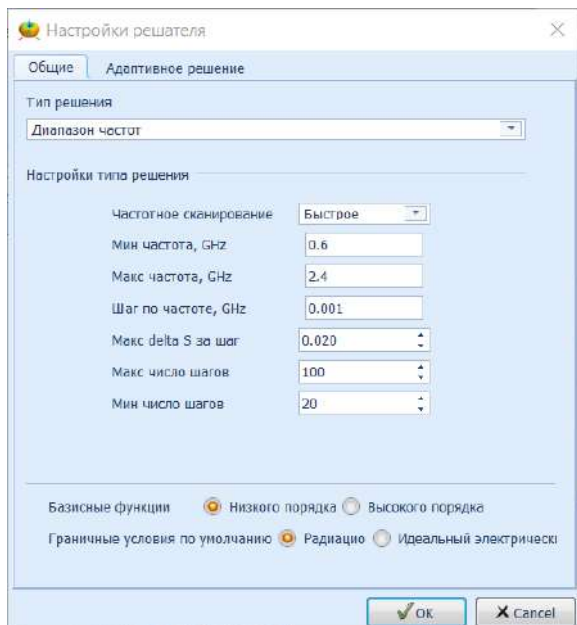 Настройки решателя
Общие Адаптивное решение
Тип решения
Диапазон частот
Настройки типа решения
Частотное сканирование Быстрое
Мин частота, GHz 0.6
Макс частота, GHz 2.4
Шаг по частоте, GHz 0.001
Макс delta S за шаг 0.020
Макс число шагов 100
Мин число шагов 20
Базисные функции Низкого порядка Высокого порядка
Граничные условия по умолчанию Радиацио Идеальный электрически
OK Cancel